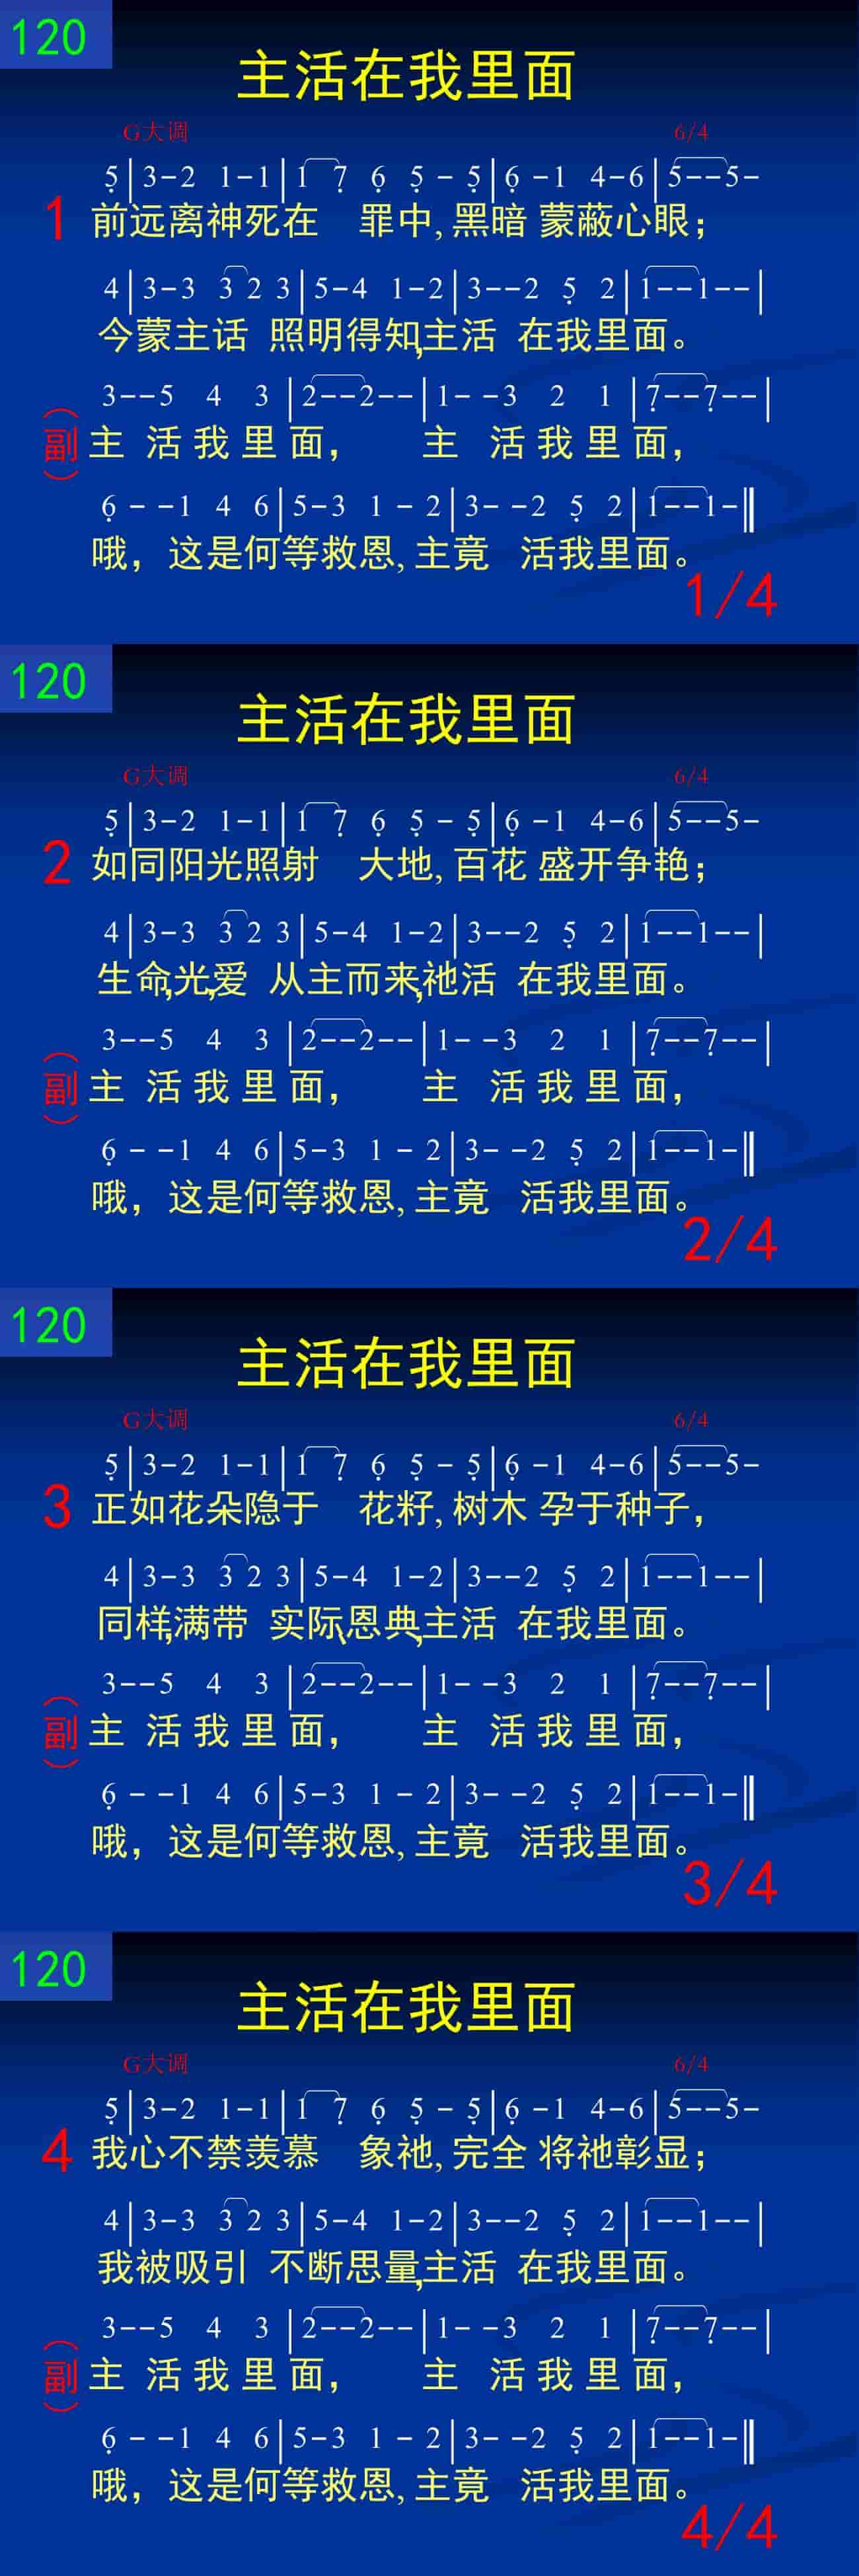 120
主活在我里面
G大调 6/4
5̣|3-2 1-1|1 7̣ 6̣ 5̣ - 5̣|6̣ -1 4-6|5--5-
1 前远离神死在 罪中,黑暗 蒙蔽心眼;
4|3-3 3 2 3|5-4 1-2|3--2 5̣ 2|1--1--|
今蒙主话 照明得知,主活 在我里面。
3--5 4 3 |2--2--|1- -3 2 1 |7̣--7̣--|
(副) 主 活 我 里 面, 主 活 我 里 面,
6̣ - -1 4 6|5-3 1 - 2|3- -2 5̣ 2|1--1-‖
哦, 这是何等救恩,主竟 活我里面。
1/4
120
主活在我里面
G大调 6/4
5̣|3-2 1-1|1 7̣ 6̣ 5̣ - 5̣|6̣ -1 4-6|5--5-
2 如同阳光照射 大地,百花 盛开争艳;
4|3-3 3 2 3|5-4 1-2|3--2 5̣ 2|1--1--|
生命,光,爱 从主而来,祂活 在我里面。
3--5 4 3 |2--2--|1- -3 2 1 |7̣--7̣--|
(副) 主 活 我 里 面, 主 活 我 里 面,
6̣ - -1 4 6|5-3 1 - 2|3- -2 5̣ 2|1--1-‖
哦, 这是何等救恩,主竟 活我里面。
2/4
120
主活在我里面
G大调 6/4
5̣|3-2 1-1|1 7̣ 6̣ 5̣ - 5̣|6̣ -1 4-6|5--5-
3 正如花朵隐于 花籽,树木 孕于种子,
4|3-3 3 2 3|5-4 1-2|3--2 5̣ 2|1--1--|
同样,满带 实际、恩典,主活 在我里面。
3--5 4 3 |2--2--|1- -3 2 1 |7̣--7̣--|
(副) 主 活 我 里 面, 主 活 我 里 面,
6̣ - -1 4 6|5-3 1 - 2|3- -2 5̣ 2|1--1-‖
哦, 这是何等救恩,主竟 活我里面。
3/4
120
主活在我里面
G大调 6/4
5̣|3-2 1-1|1 7̣ 6̣ 5̣ - 5̣|6̣ -1 4-6|5--5-
4 我心不禁羡慕 象祂,完全 将祂彰显;
4|3-3 3 2 3|5-4 1-2|3--2 5̣ 2|1--1--|
我被吸引 不断思量,主活 在我里面。
3--5 4 3 |2--2--|1- -3 2 1 |7̣--7̣--|
(副) 主 活 我 里 面, 主 活 我 里 面,
6̣ - -1 4 6|5-3 1 - 2|3- -2 5̣ 2|1--1-‖
哦, 这是何等救恩,主竟 活我里面。
4/4